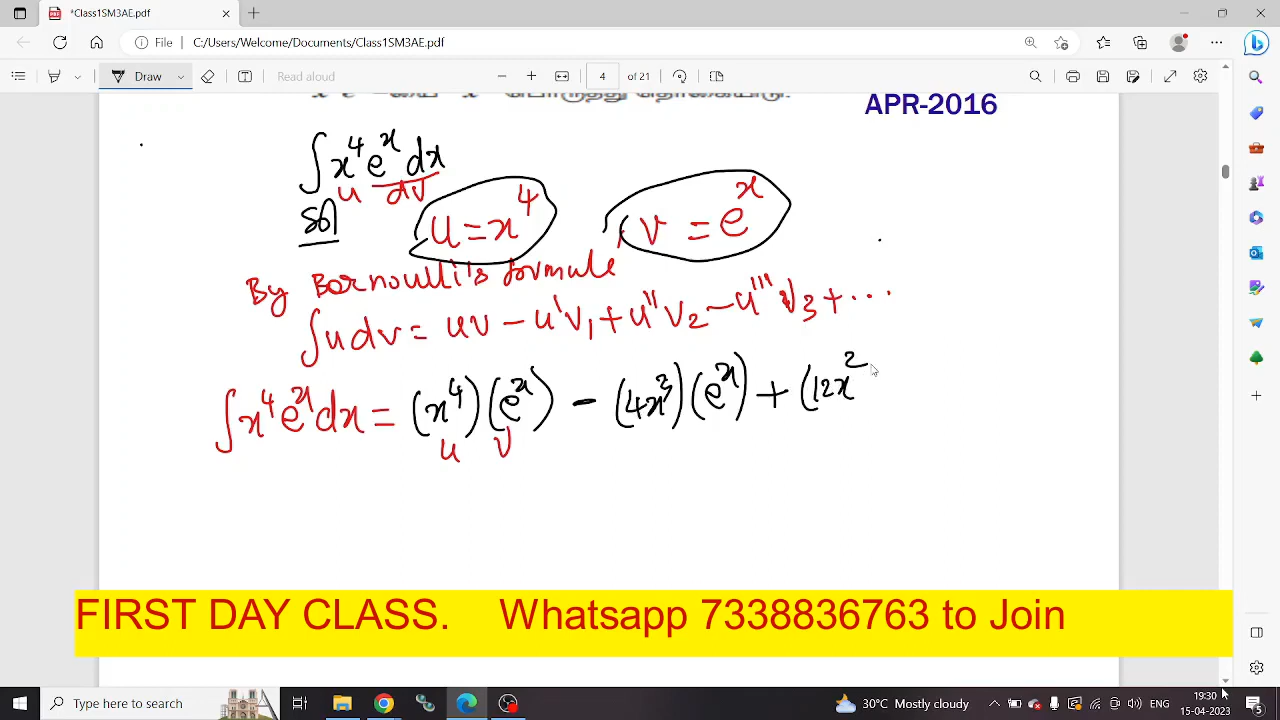 *Class1SM3AE.pdf
File C:/Users/Welcome/Documents/Class1SM3AE.pdf
Draw Read aloud 4 of 21
பொறுத்து தொகையிடு.
APR-2016
∫x⁴eˣdx
u dv
Sol u = x⁴ v = eˣ
By Bernoulli's formule
∫udv = uv - u'v₁ + u''v₂ - u'''v₃ + ...
∫x⁴eˣdx = (x⁴)(eˣ) - (4x³)(eˣ) + (12x²
u v
FIRST DAY CLASS. Whatsapp 7338836763 to Join
Type here to search 30°C Mostly cloudy ENG 19:30
15-04-2023